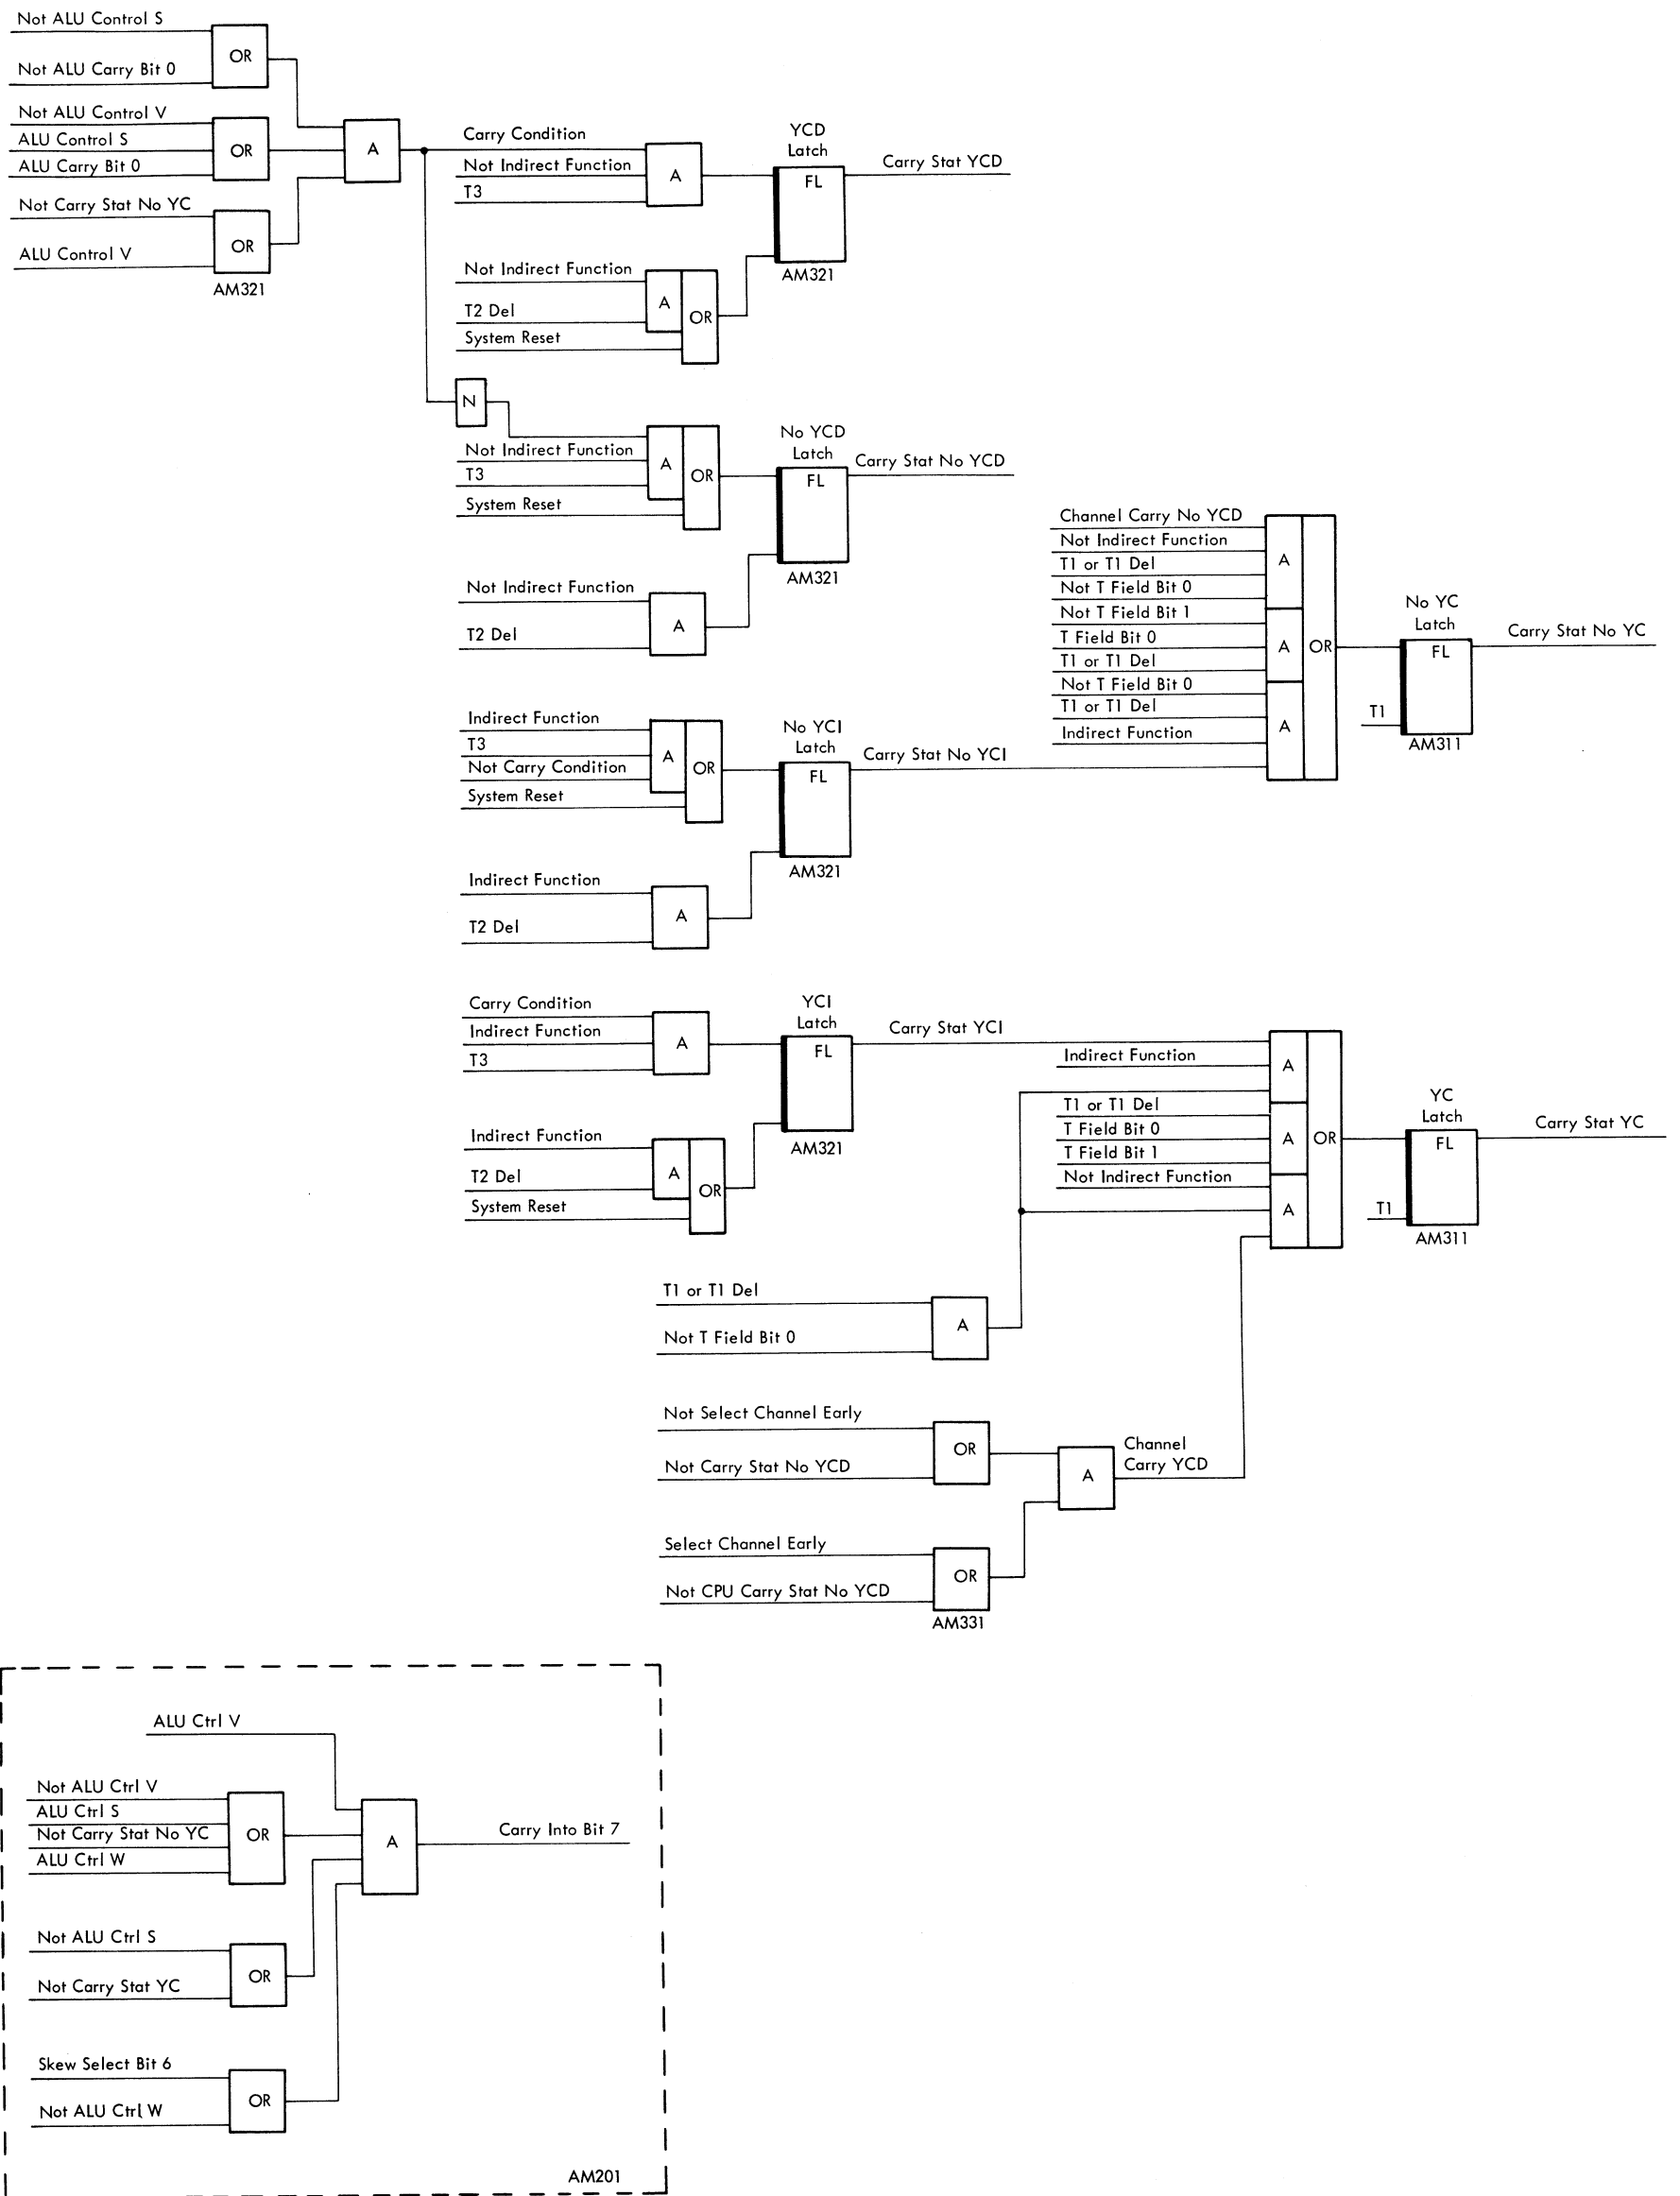 Not ALU Control S
OR
Not ALU Carry Bit 0
Not ALU Control V
ALU Control S
OR
ALU Carry Bit 0
A
Not Carry Stat No YC
OR
ALU Control V
AM321
Carry Condition
Not Indirect Function
T3
A
YCD
Latch
FL
Carry Stat YCD
AM321
Not Indirect Function
T2 Del
A
OR
System Reset
N
Not Indirect Function
T3
A
OR
System Reset
No YCD
Latch
FL
Carry Stat No YCD
AM321
Not Indirect Function
T2 Del
A
Channel Carry No YCD
Not Indirect Function
T1 or T1 Del
Not T Field Bit 0
A
Not T Field Bit 1
T Field Bit 0
T1 or T1 Del
A
OR
Not T Field Bit 0
T1 or T1 Del
Indirect Function
A
No YC
Latch
FL
Carry Stat No YC
T1
AM311
Indirect Function
T3
Not Carry Condition
A
OR
System Reset
No YCI
Latch
FL
Carry Stat No YCI
AM321
Indirect Function
T2 Del
A
Carry Condition
Indirect Function
T3
A
YCI
Latch
FL
Carry Stat YCI
AM321
Indirect Function
T2 Del
A
OR
System Reset
Indirect Function
A
T1 or T1 Del
T Field Bit 0
T Field Bit 1
A
OR
Not Indirect Function
A
YC
Latch
FL
Carry Stat YC
T1
AM311
T1 or T1 Del
Not T Field Bit 0
A
Not Select Channel Early
Not Carry Stat No YCD
OR
A
Channel
Carry YCD
Select Channel Early
Not CPU Carry Stat No YCD
OR
AM331
ALU Ctrl V
Not ALU Ctrl V
ALU Ctrl S
Not Carry Stat No YC
ALU Ctrl W
OR
A
Carry Into Bit 7
Not ALU Ctrl S
Not Carry Stat YC
OR
Skew Select Bit 6
Not ALU Ctrl W
OR
AM201